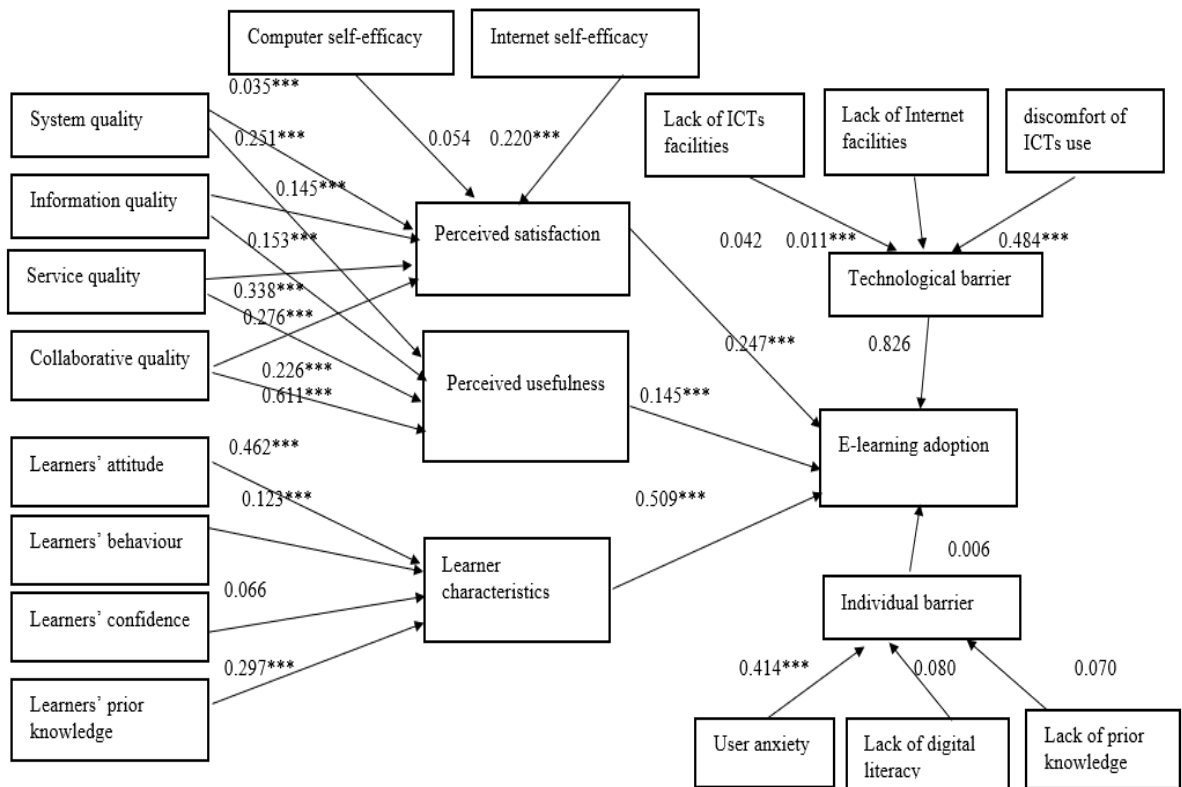 Computer self-efficacy
Internet self-efficacy
0.035***
System quality
0.251***
0.054
0.220***
Lack of ICTs
facilities
Lack of Internet
facilities
discomfort of
ICTs use
Information quality
0.145***
Perceived satisfaction
0.153***
0.042
0.011***
0.484***
Service quality
Technological barrier
0.338***
0.276***
Collaborative quality
0.247***
0.826
0.226***
Perceived usefulness
0.611***
0.145***
E-learning adoption
Learners’ attitude
0.462***
0.123***
0.509***
Learners’ behaviour
Learner
characteristics
0.006
0.066
Learners’ confidence
Individual barrier
0.297***
0.414***
0.080
0.070
Learners’ prior
knowledge
User anxiety
Lack of digital
literacy
Lack of prior
knowledge